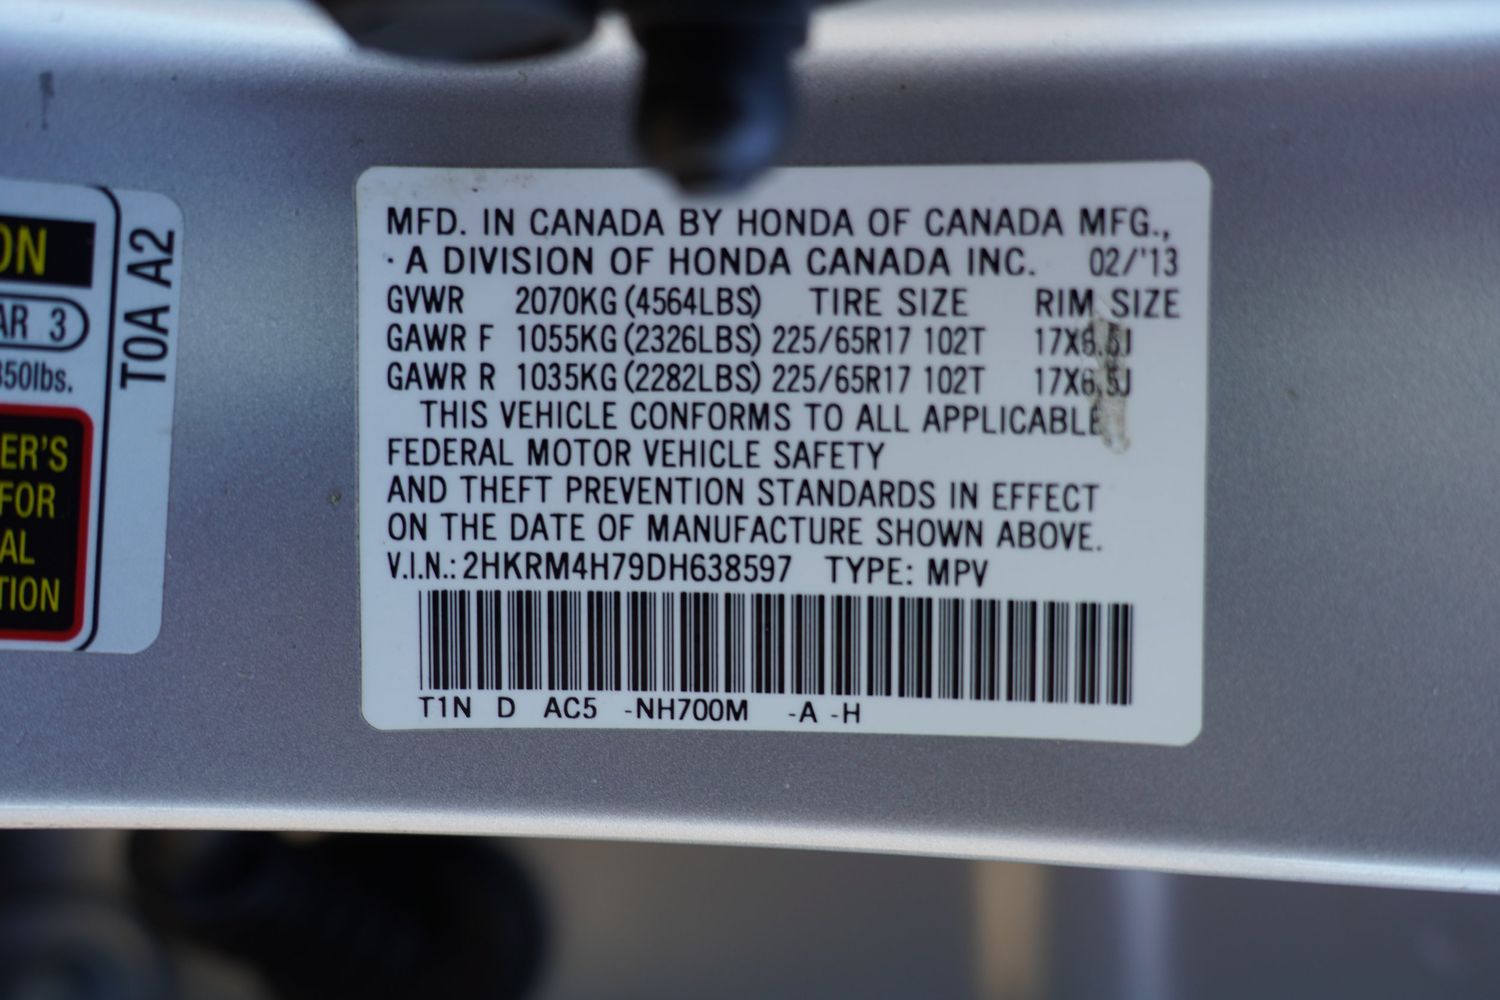 MFD. IN CANADA BY HONDA OF CANADA MFG.,
A DIVISION OF HONDA CANADA INC. 02/'13
GVWR 2070KG (4564LBS) TIRE SIZE RIM SIZE
GAWR F 1055KG (2326LBS) 225/65R17 102T 17X6.5J
GAWR R 1035KG (2282LBS) 225/65R17 102T 17X6.5J
THIS VEHICLE CONFORMS TO ALL APPLICABLE
FEDERAL MOTOR VEHICLE SAFETY
AND THEFT PREVENTION STANDARDS IN EFFECT
ON THE DATE OF MANUFACTURE SHOWN ABOVE.
V.I.N.: 2HKRM4H79DH638597 TYPE: MPV
T1N D AC5 -NH700M -A -H
ON
AR 3
350lbs.
ER'S
FOR
AL
TION
T0A A2